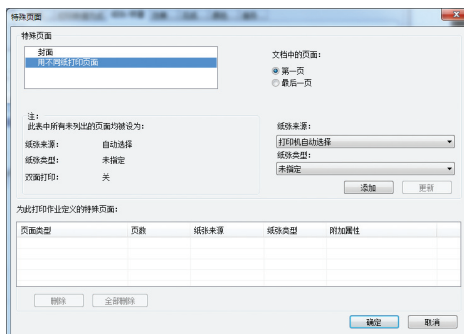 特殊页面
特殊页面
封面
用不同纸打印页面
文档中的页面:
第一页
最后一页
注:
此表中所有未列出的页面均被设为:
纸张来源: 自动选择
纸张类型: 未指定
双面打印: 关
纸张来源:
打印机自动选择
纸张类型:
未指定
添加 更新
为此打印作业定义的特殊页面:
页面类型 页数 纸张来源 纸张类型 附加属性
删除 全部删除
确定 取消